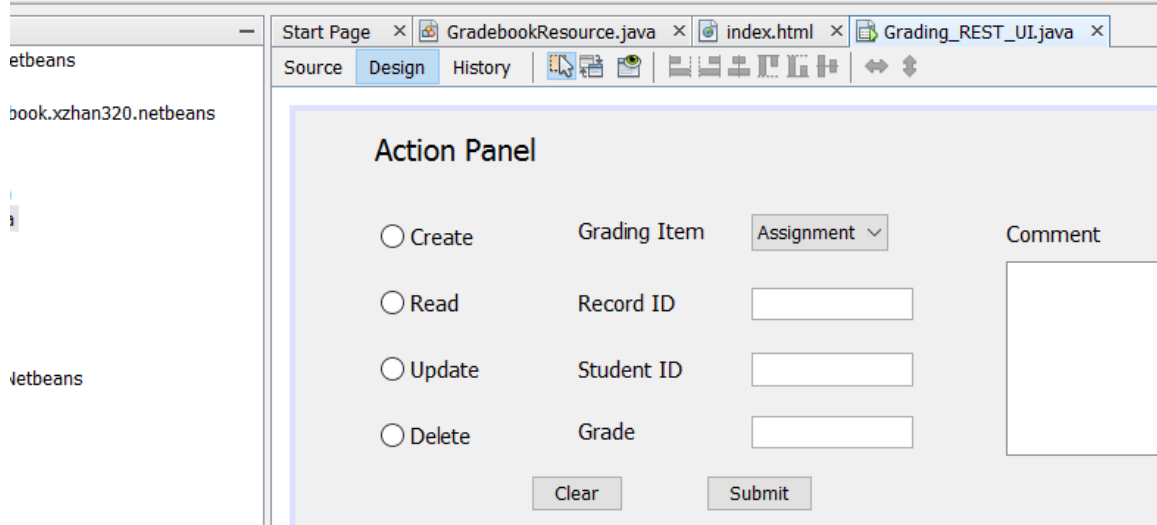 Start Page GradebookResource.java index.html Grading_REST_UI.java
etbeans
Source Design History
book.xzhan320.netbeans
Action Panel
Create Grading Item Assignment Comment
Read Record ID
Update Student ID
Netbeans
Delete Grade
Clear Submit